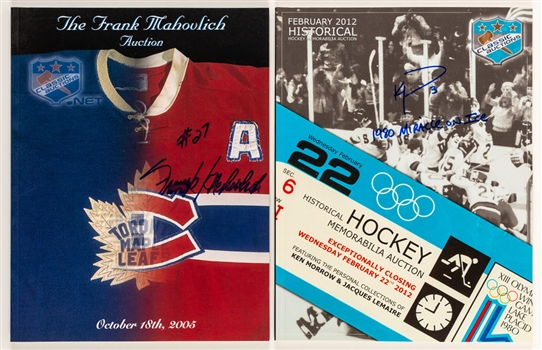 The Frank Mahovlich
Auction
CLASSIC
AUCTIONS
.NET
#27
A
Frank Mahovlich
TORONTO
MAPLE
LEAFS
October 18th, 2005
FEBRUARY 2012
HISTORICAL
HOCKEY MEMORABILIA AUCTION
CLASSIC
AUCTIONS
3
1980 MIRACLE ON ICE
Wednesday, February
22
SEC.
6
HISTORICAL
HOCKEY
MEMORABILIA AUCTION
EXCEPTIONALLY CLOSING
WEDNESDAY FEBRUARY 22ND 2012
FEATURING THE PERSONAL COLLECTIONS OF
KEN MORROW & JACQUES LEMAIRE
XIII OLYMPIC
WINTER
GAMES
LAKE
PLACID
1980